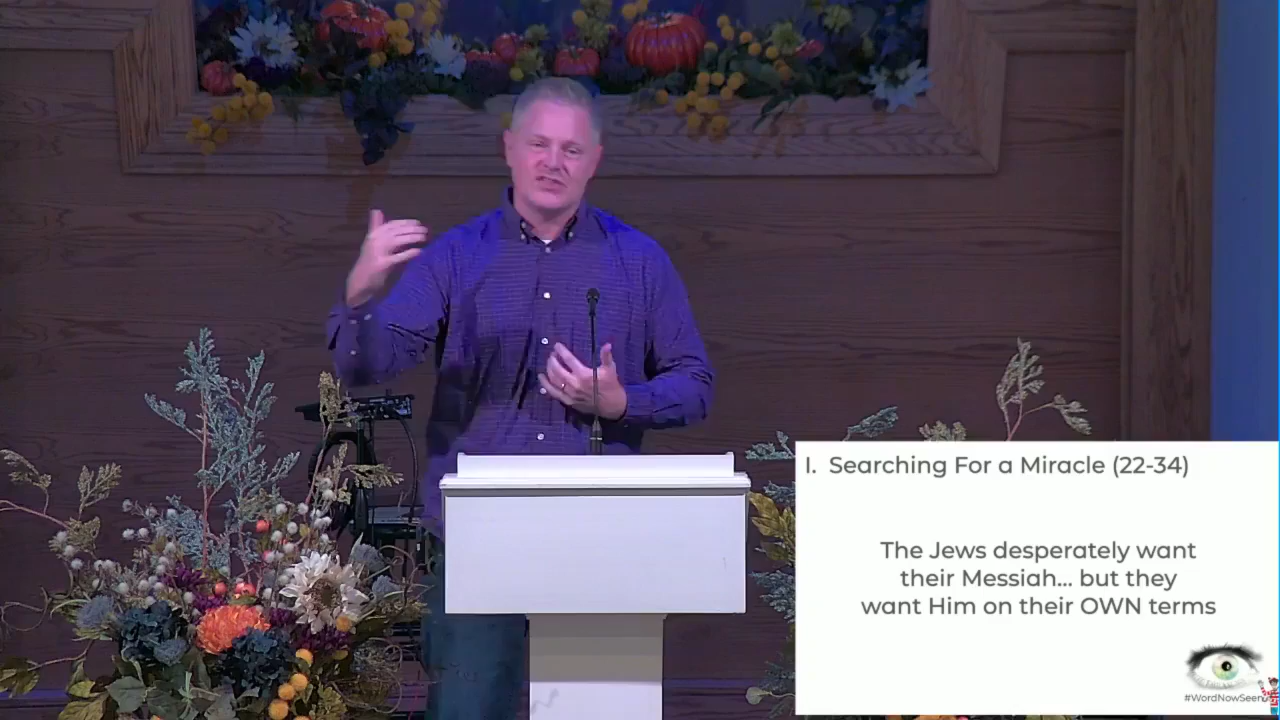 I. Searching For a Miracle (22-34)
The Jews desperately want
their Messiah... but they
want Him on their OWN terms
#WordNowSeen